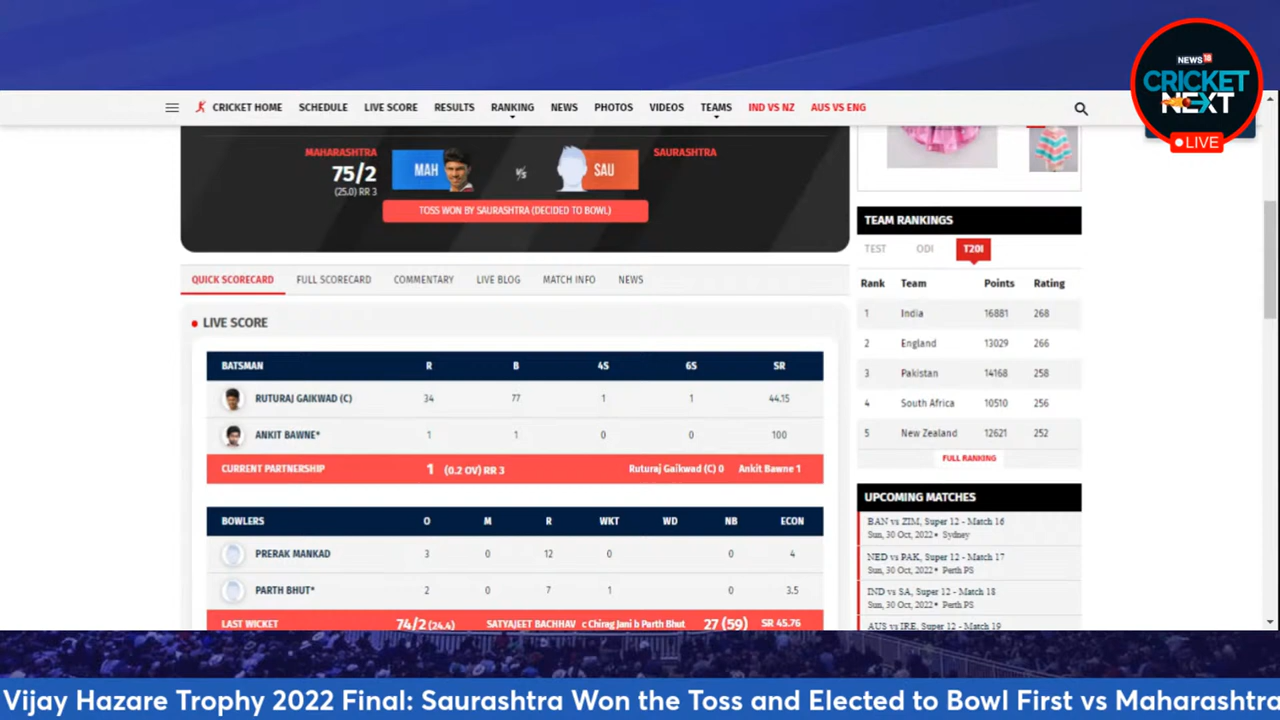 NEWS18
CRICKET
NEXT
LIVE
CRICKET HOME SCHEDULE LIVE SCORE RESULTS RANKING NEWS PHOTOS VIDEOS TEAMS IND VS NZ AUS VS ENG
MAHARASHTRA
75/2
(25.0) RR 3
MAH
V/S
SAU
SAURASHTRA
TOSS WON BY SAURASHTRA (DECIDED TO BOWL)
QUICK SCORECARD FULL SCORECARD COMMENTARY LIVE BLOG MATCH INFO NEWS
LIVE SCORE
BATSMAN R B 4S 6S SR
RUTURAJ GAIKWAD (C) 34 77 1 1 44.15
ANKIT BAWNE* 1 1 0 0 100
CURRENT PARTNERSHIP 1 (0.2 OV) RR 3 Ruturaj Gaikwad (C) 0 Ankit Bawne 1
BOWLERS O M R WKT WD NB ECON
PRERAK MANKAD 3 0 12 0 0 4
PARTH BHUT* 2 0 7 1 0 3.5
LAST WICKET 74/2 (24.4) SATYAJEET BACHHAV c Chirag Jani b Parth Bhut 27 (59) SR 45.76
TEAM RANKINGS
TEST ODI T20I
Rank Team Points Rating
1 India 16881 268
2 England 13029 266
3 Pakistan 14168 258
4 South Africa 10510 256
5 New Zealand 12621 252
FULL RANKING
UPCOMING MATCHES
BAN vs ZIM, Super 12 - Match 16
Sun, 30 Oct, 2022• Sydney
NED vs PAK, Super 12 - Match 17
Sun, 30 Oct, 2022• Perth PS
IND vs SA, Super 12 - Match 18
Sun, 30 Oct, 2022• Perth PS
AUS vs IRE, Super 12 - Match 19
Vijay Hazare Trophy 2022 Final: Saurashtra Won the Toss and Elected to Bowl First vs Maharashtra